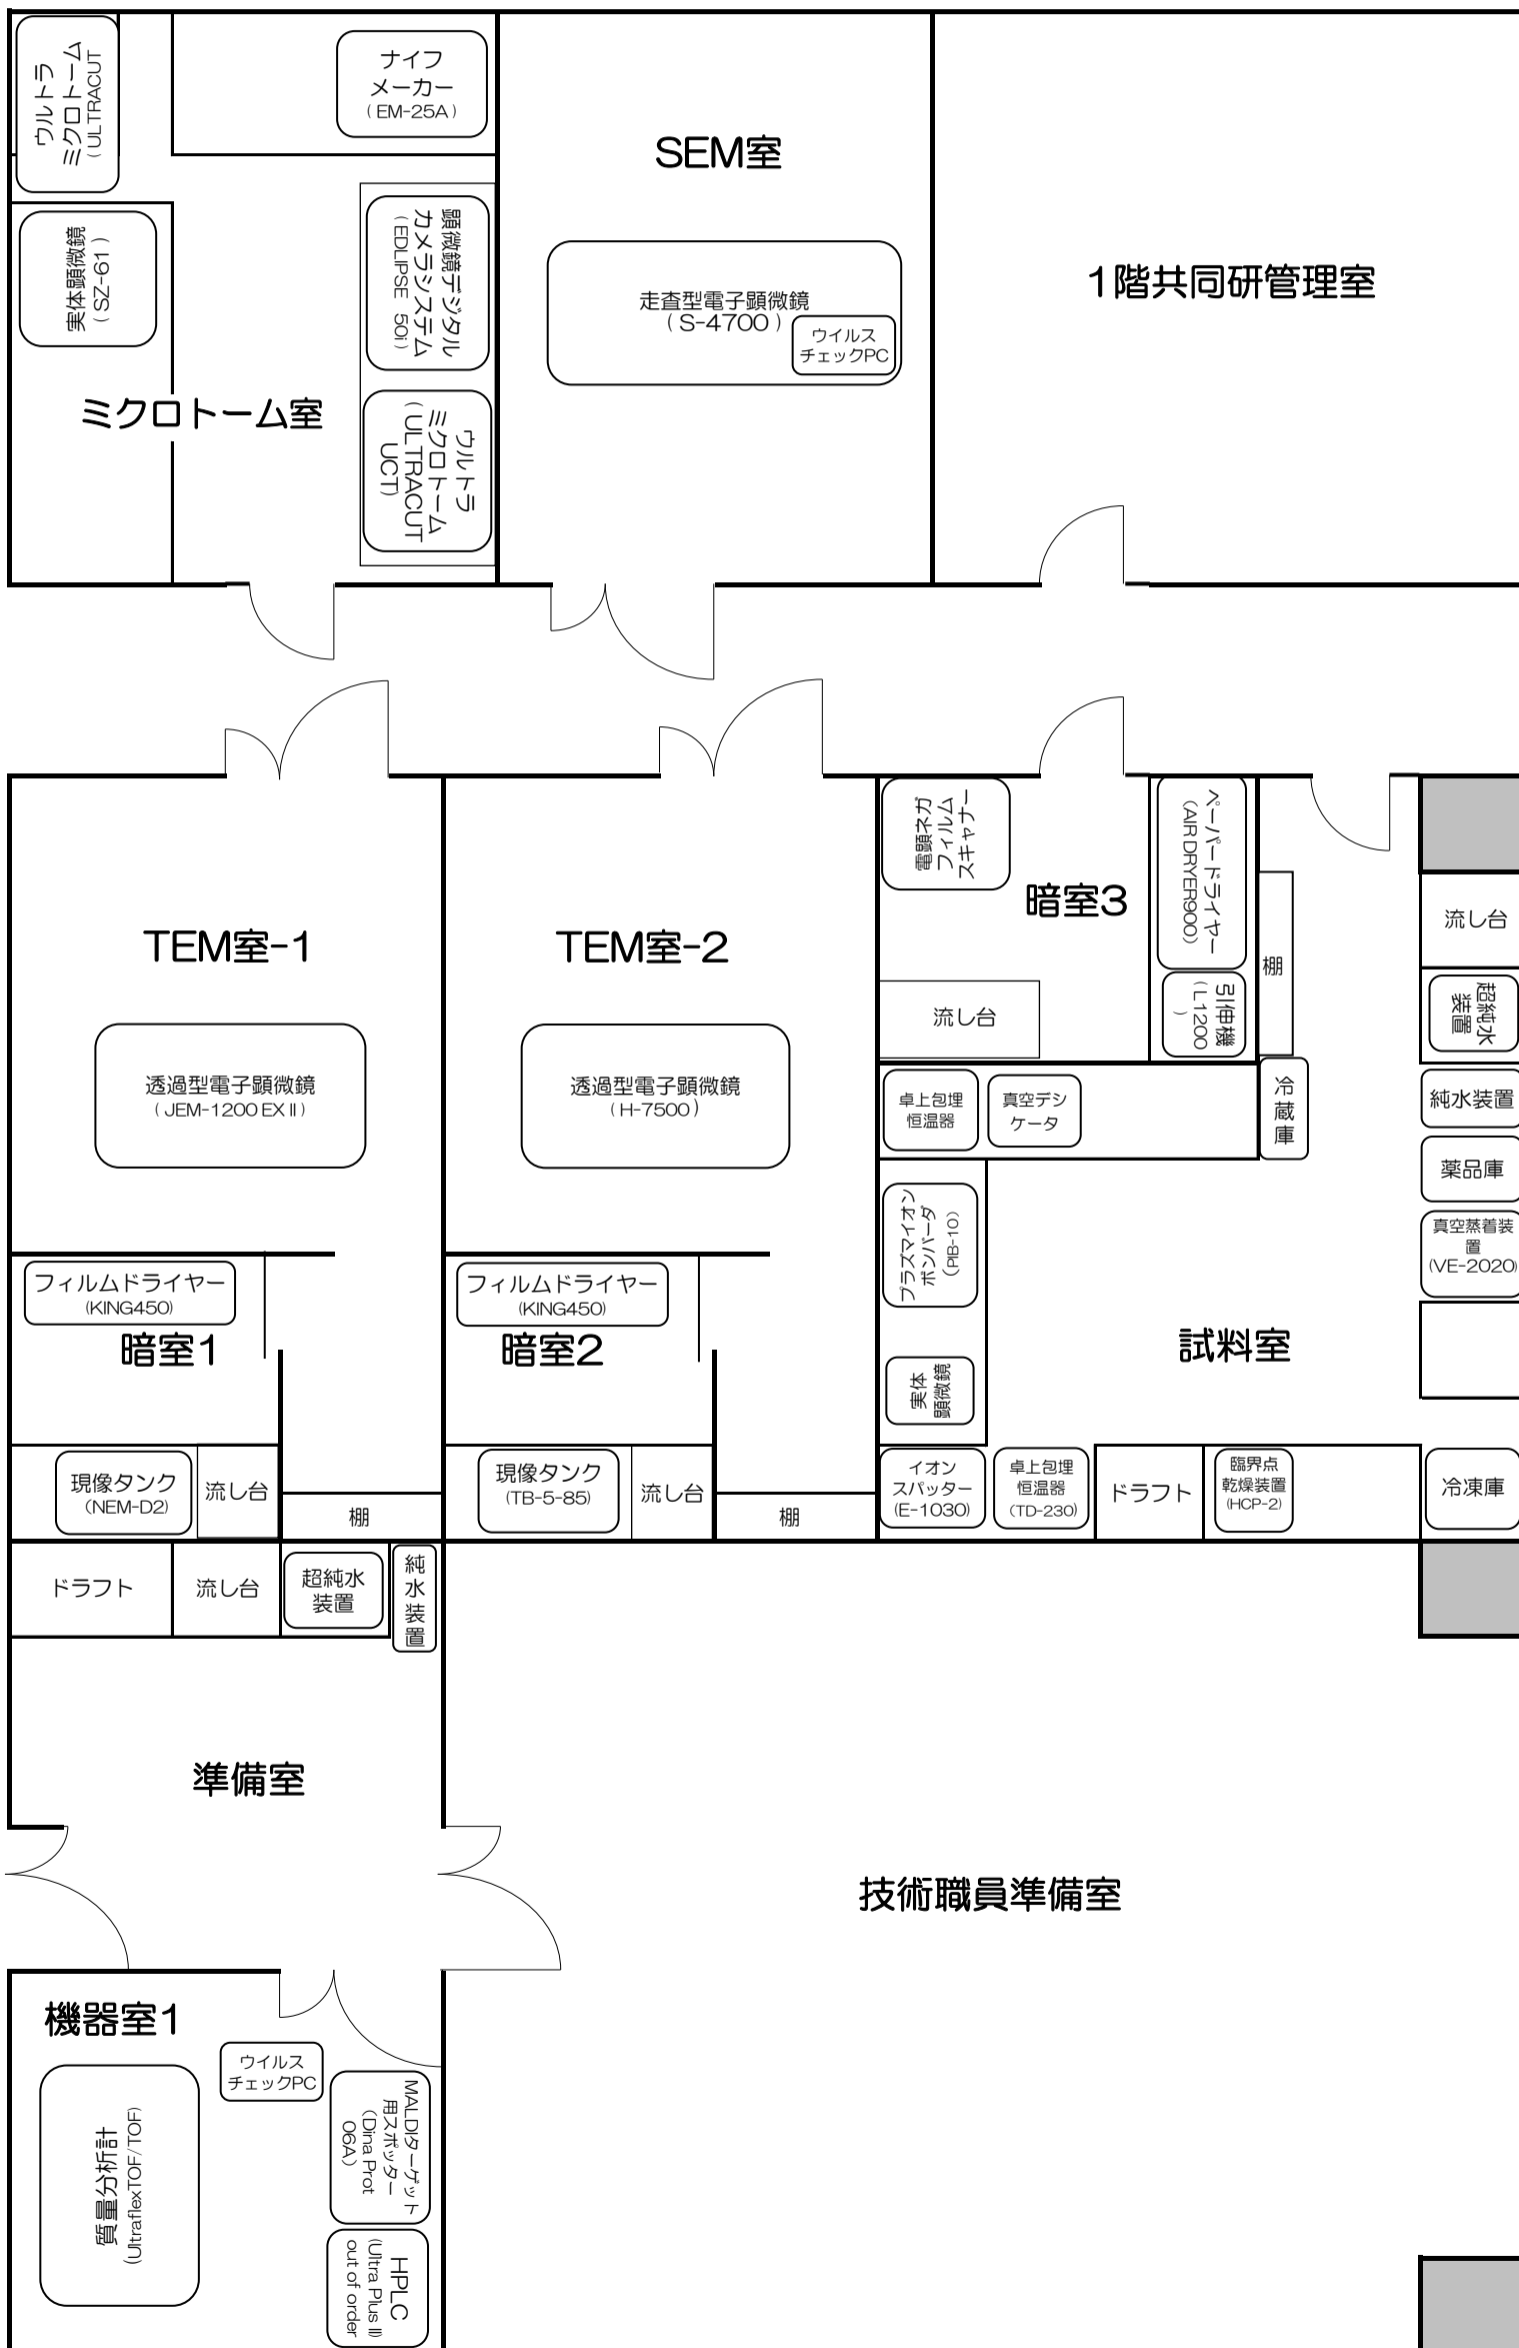 ウルトラ
ミクロトーム
（ULTRACUT
ナイフ
メーカー
（EM-25A）
実体顕微鏡
（SZ-61）
顕微鏡デジタル
カメラシステム
（EDLIPSE 50i）
ウルトラ
ミクロトーム
（ULTRACUT
UCT）
ミクロトーム室
SEM室
走査型電子顕微鏡
（S-4700）
ウイルス
チェックPC
1階共同研管理室
TEM室-1
透過型電子顕微鏡
（JEM-1200 EXⅡ）
TEM室-2
透過型電子顕微鏡
（H-7500）
電顕ネガ
フィルム
スキャナー
暗室3
流し台
ペーパードライヤー
（AIR DRYER900）
引伸機
（L1200
）
棚
冷
蔵
庫
流し台
超純水
装置
純水装置
薬品庫
真空蒸着装
置
(VE-2020)
卓上包埋
恒温器
真空デシ
ケータ
プラズマイオン
ボンバーダ
（PIB-10）
実体
顕微鏡
試料室
イオン
スパッター
(E-1030)
卓上包埋
恒温器
（TD-230）
ドラフト
臨界点
乾燥装置
(HCP-2)
冷凍庫
フィルムドライヤー
(KING450)
暗室1
現像タンク
（NEM-D2）
流し台
棚
フィルムドライヤー
(KING450)
暗室2
現像タンク
（TB-5-85）
流し台
棚
ドラフト
流し台
超純水
装置
純
水
装
置
準備室
技術職員準備室
機器室1
ウイルス
チェックPC
質量分析計
(UltraflexTOF/TOF)
MALDIターゲット
用スポッター
（Dina Prot
06A）
HPLC
(Ultra Plus Ⅱ)
out of order